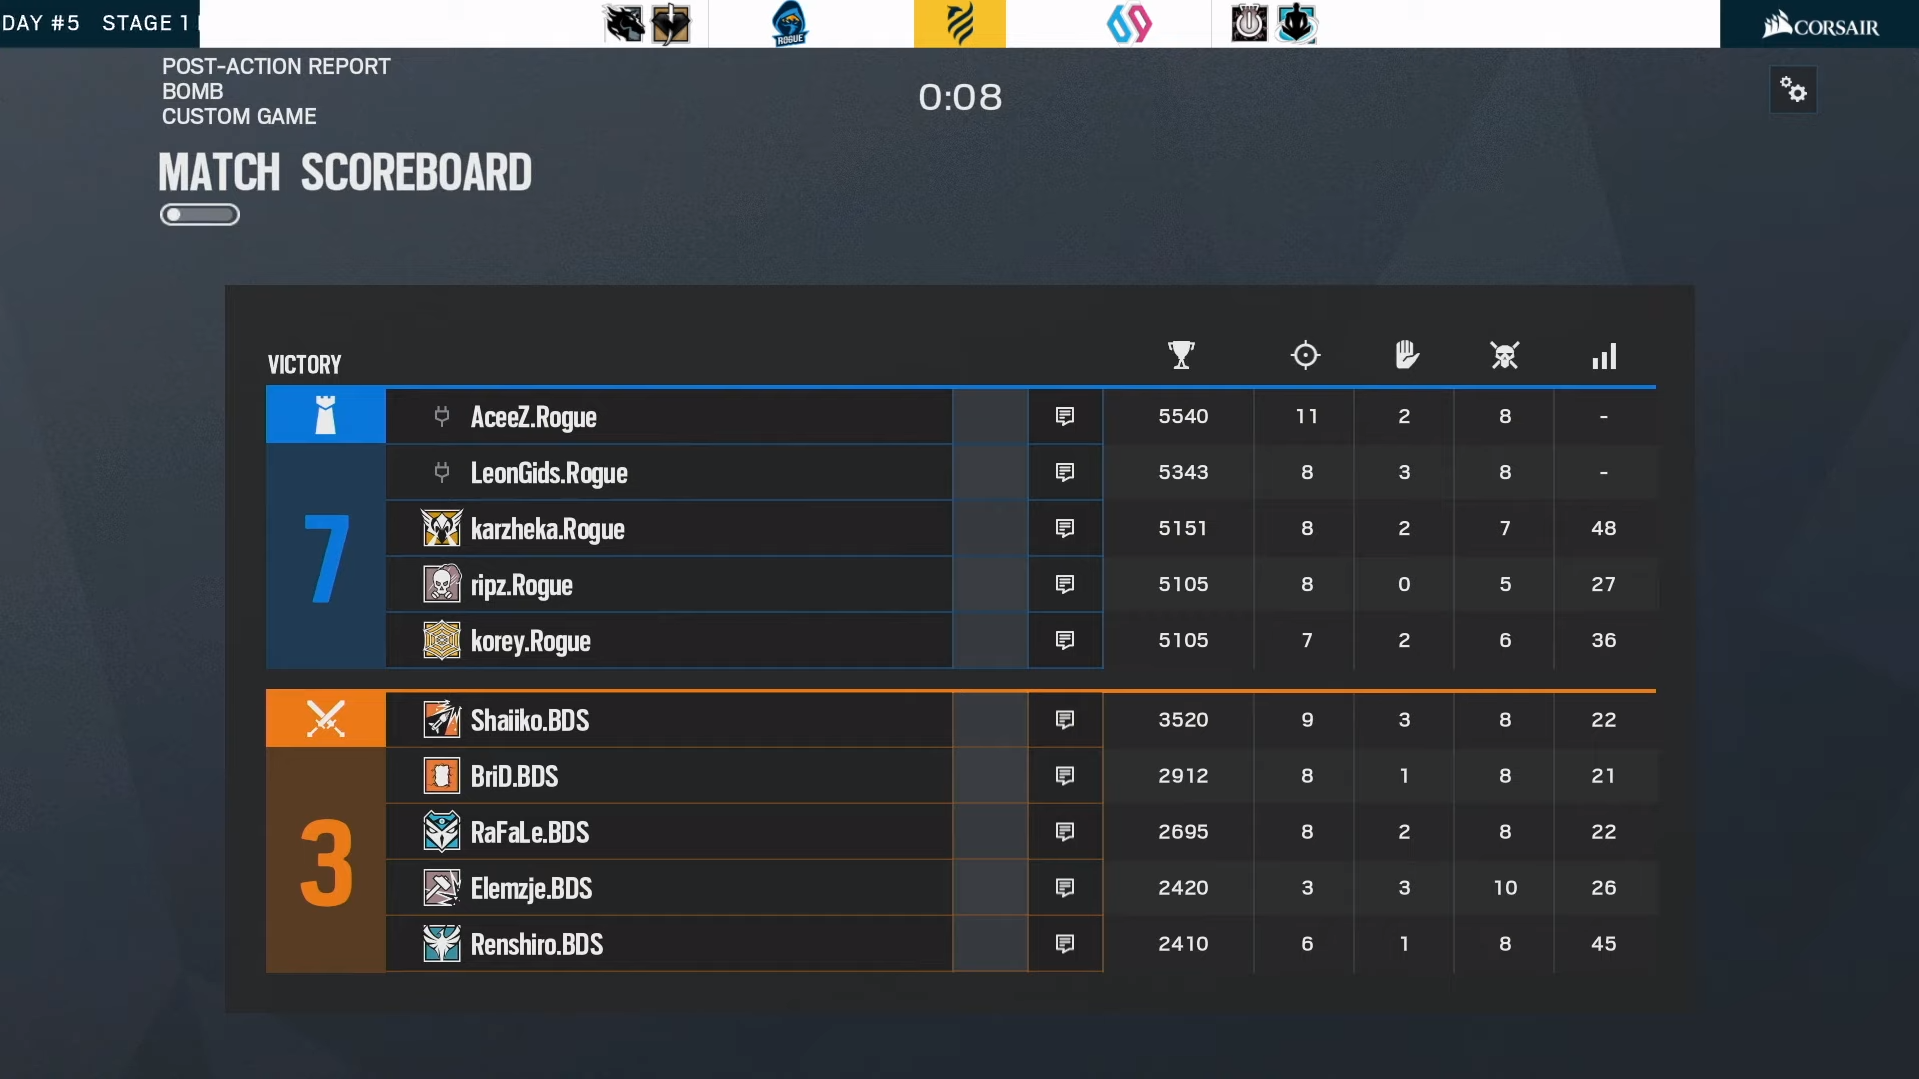 DAY #5 STAGE 1
ROGUE
CORSAIR
POST-ACTION REPORT
BOMB
CUSTOM GAME
0:08
MATCH SCOREBOARD
VICTORY
AceeZ.Rogue 5540 11 2 8 -
LeonGids.Rogue 5343 8 3 8 -
7
karzheka.Rogue 5151 8 2 7 48
ripz.Rogue 5105 8 0 5 27
korey.Rogue 5105 7 2 6 36
Shaiiko.BDS 3520 9 3 8 22
BriD.BDS 2912 8 1 8 21
3
RaFaLe.BDS 2695 8 2 8 22
Elemzje.BDS 2420 3 3 10 26
Renshiro.BDS 2410 6 1 8 45